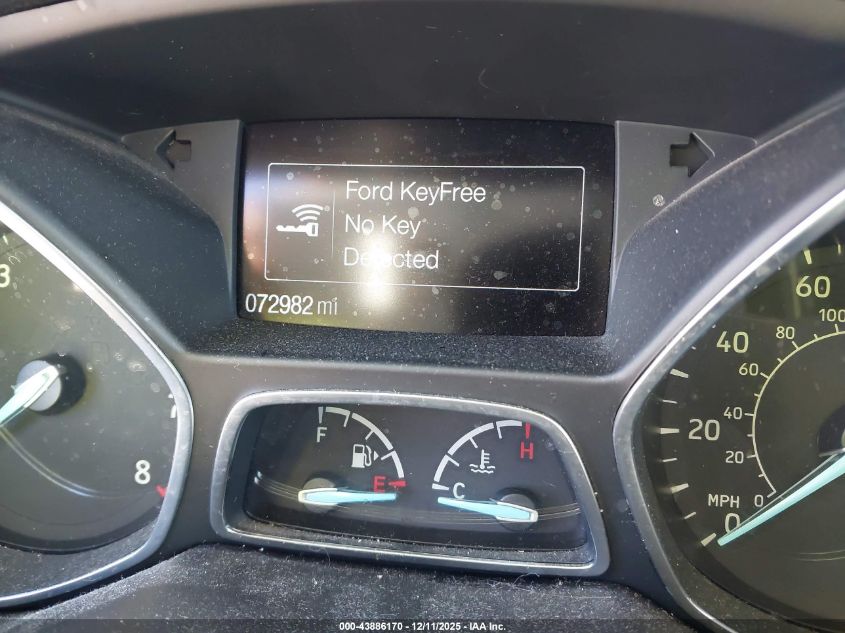 Ford KeyFree
No Key
Detected
072982 mi
3
8
F
E
C
H
60
40
20
0
MPH
100
80
60
40
20
0
000-43886170 • 12/11/2025 - IAA Inc.